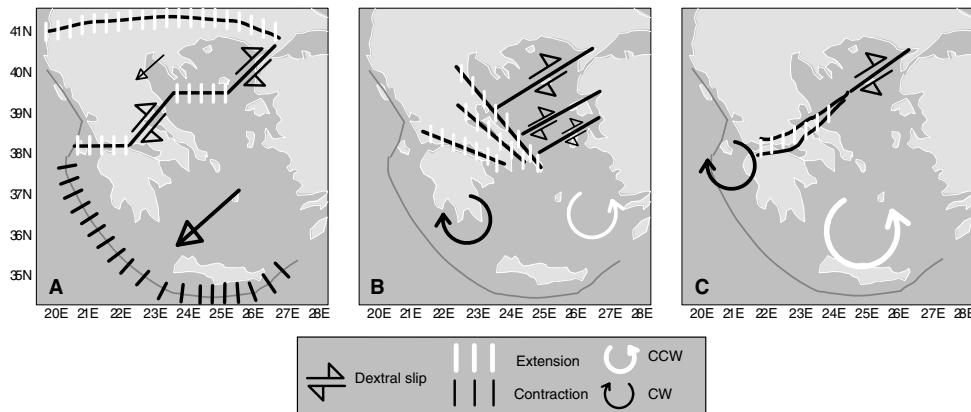 41N
40N
39N
38N
37N
36N
35N
A
B
C
20E 21E 22E 23E 24E 25E 26E 27E 28E
20E 21E 22E 23E 24E 25E 26E 27E 28E
20E 21E 22E 23E 24E 25E 26E 27E 28E
Dextral slip
Extension
CCW
Contraction
CW